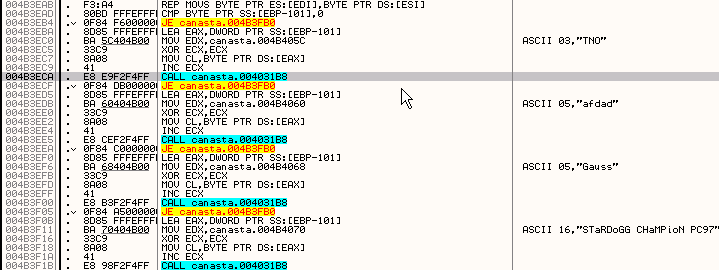 004B3EAB . F3:A4 REP MOVS BYTE PTR ES:[EDI],BYTE PTR DS:[ESI]
004B3EAD . 80BD FFFEFFFI CMP BYTE PTR SS:[EBP-101],0
004B3EB4 .v 0F84 F6000000 JE canasta.004B3FB0
004B3EBA . 8D85 FFFEFFFI LEA EAX,DWORD PTR SS:[EBP-101]
004B3EC0 . BA 5C404B00 MOV EDX,canasta.004B405C ASCII 03,"TNO"
004B3EC5 . 33C9 XOR ECX,ECX
004B3EC7 . 8A08 MOV CL,BYTE PTR DS:[EAX]
004B3EC9 . 41 INC ECX
004B3ECA . E8 E9F2F4FF CALL canasta.004031B8
004B3ECF .v 0F84 DB000000 JE canasta.004B3FB0
004B3ED5 . 8D85 FFFEFFFI LEA EAX,DWORD PTR SS:[EBP-101]
004B3EDB . BA 60404B00 MOV EDX,canasta.004B4060 ASCII 05,"afdad"
004B3EE0 . 33C9 XOR ECX,ECX
004B3EE2 . 8A08 MOV CL,BYTE PTR DS:[EAX]
004B3EE4 . 41 INC ECX
004B3EE5 . E8 CEF2F4FF CALL canasta.004031B8
004B3EEA .v 0F84 C0000000 JE canasta.004B3FB0
004B3EF0 . 8D85 FFFEFFFI LEA EAX,DWORD PTR SS:[EBP-101]
004B3EF6 . BA 68404B00 MOV EDX,canasta.004B4068 ASCII 05,"Gauss"
004B3EFB . 33C9 XOR ECX,ECX
004B3EFD . 8A08 MOV CL,BYTE PTR DS:[EAX]
004B3EFF . 41 INC ECX
004B3F00 . E8 B3F2F4FF CALL canasta.004031B8
004B3F05 .v 0F84 A5000000 JE canasta.004B3FB0
004B3F0B . 8D85 FFFEFFFI LEA EAX,DWORD PTR SS:[EBP-101]
004B3F11 . BA 70404B00 MOV EDX,canasta.004B4070 ASCII 16,"STaRDoGG CHaMPioN PC97"
004B3F16 . 33C9 XOR ECX,ECX
004B3F18 . 8A08 MOV CL,BYTE PTR DS:[EAX]
004B3F1A . 41 INC ECX
004B3F1B . E8 98F2F4FF CALL canasta.004031B8